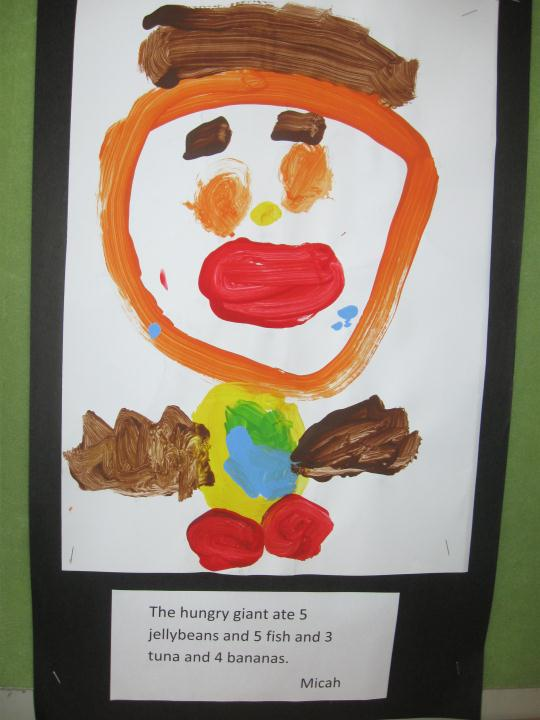 The hungry giant ate 5
jellybeans and 5 fish and 3
tuna and 4 bananas.
Micah